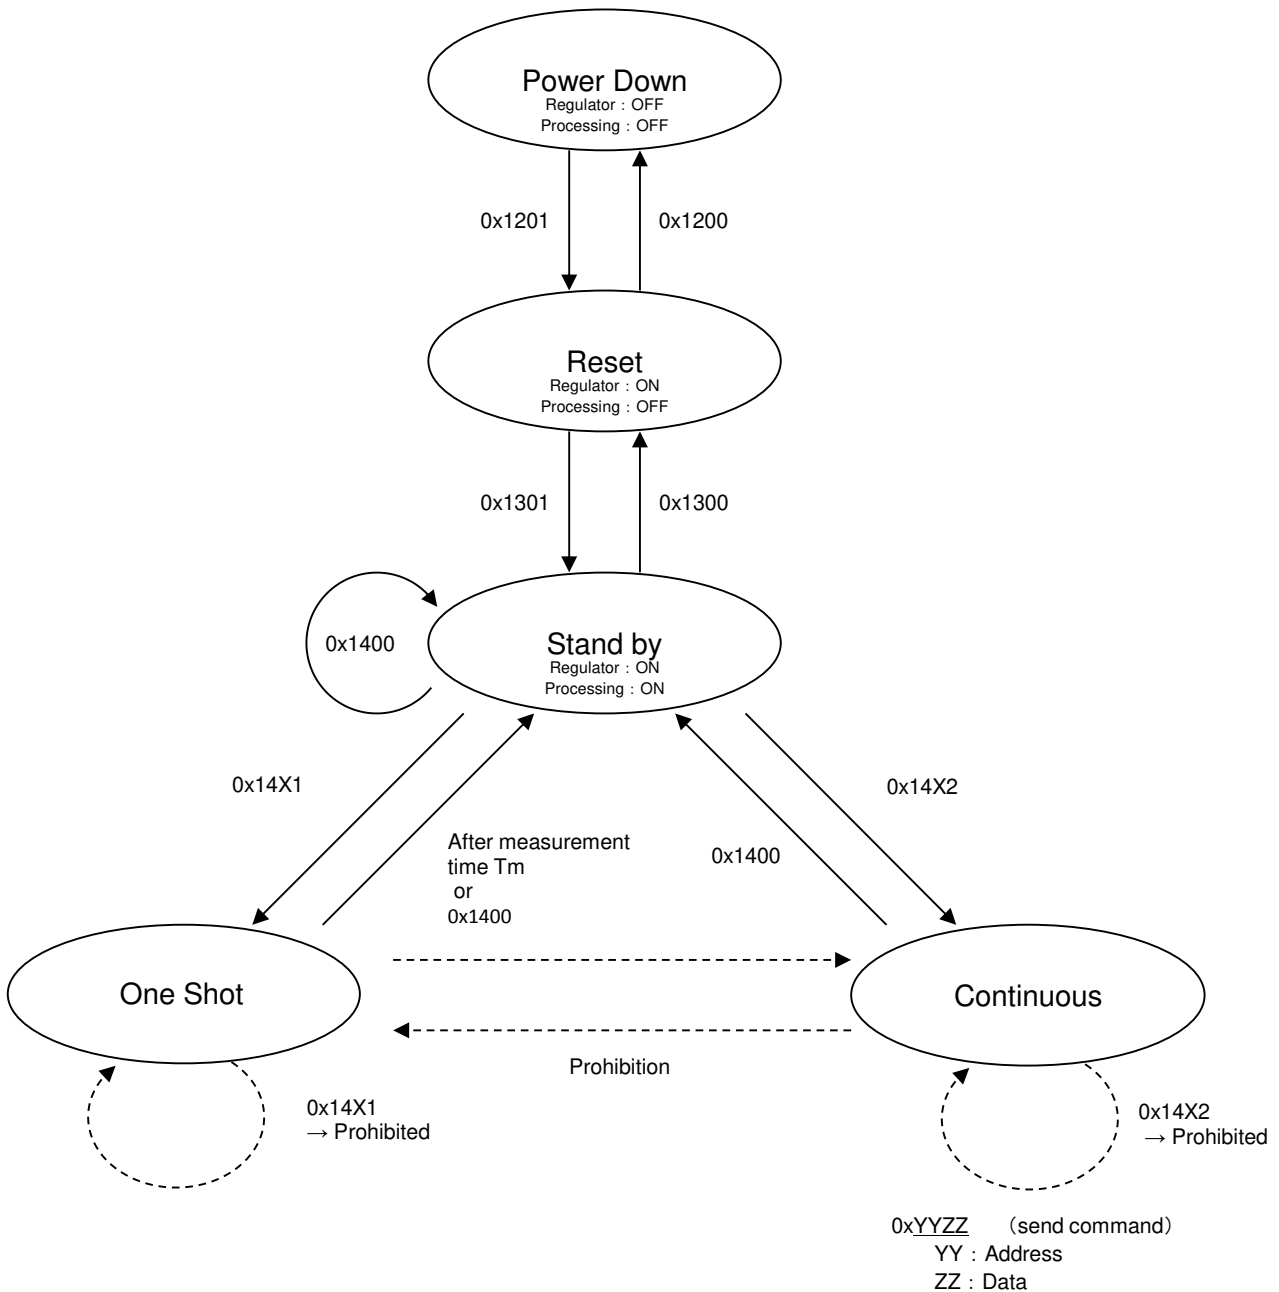 Power Down
Regulator : OFF
Processing : OFF
0x1201
0x1200
Reset
Regulator : ON
Processing : OFF
0x1301
0x1300
0x1400
Stand by
Regulator : ON
Processing : ON
0x14X1
0x14X2
After measurement
time Tm
or
0x1400
0x1400
One Shot
Continuous
Prohibition
0x14X1
→ Prohibited
0x14X2
→ Prohibited
0xYYZZ （send command）
YY : Address
ZZ : Data